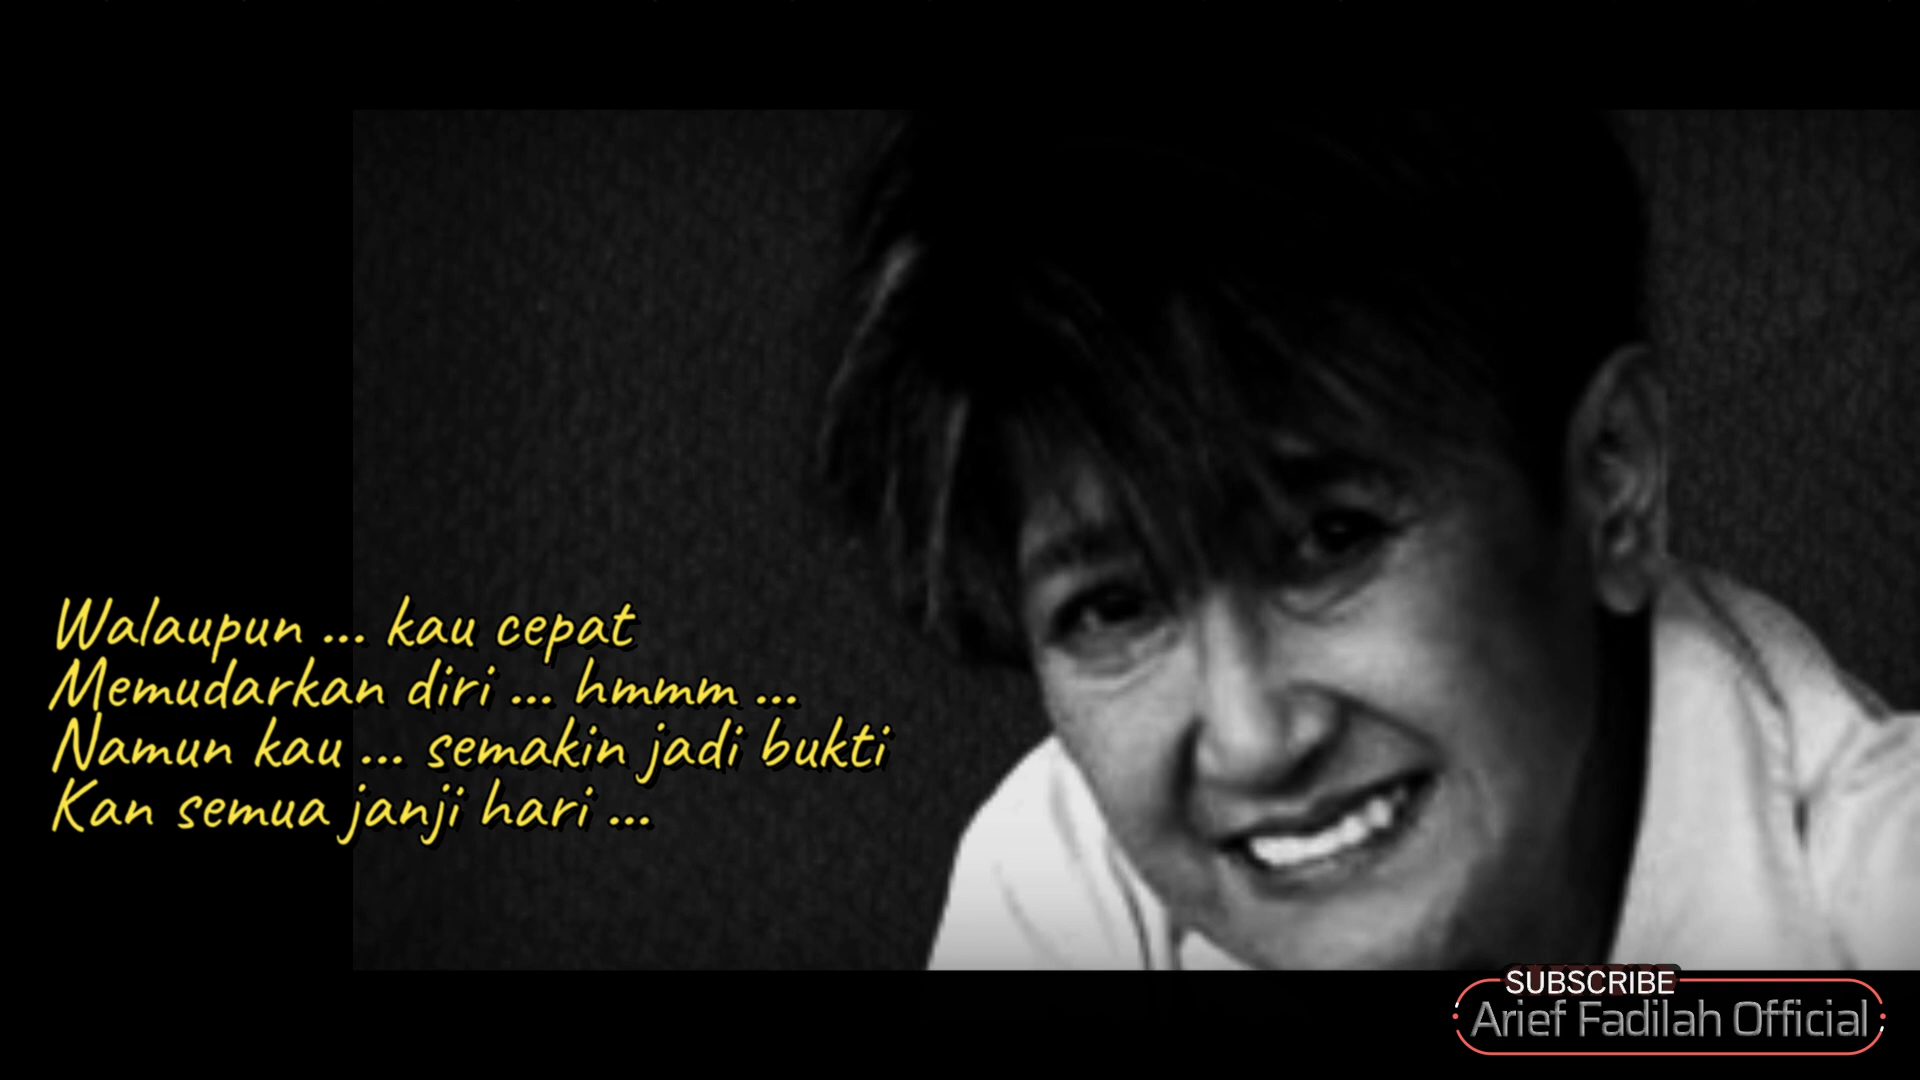 Walaupun ... kau cepat
Memudarkan diri ... hmmm ...
Namun kau ... semakin jadi bukti
Kan semua janji hari ...
SUBSCRIBE
Arief Fadilah Official